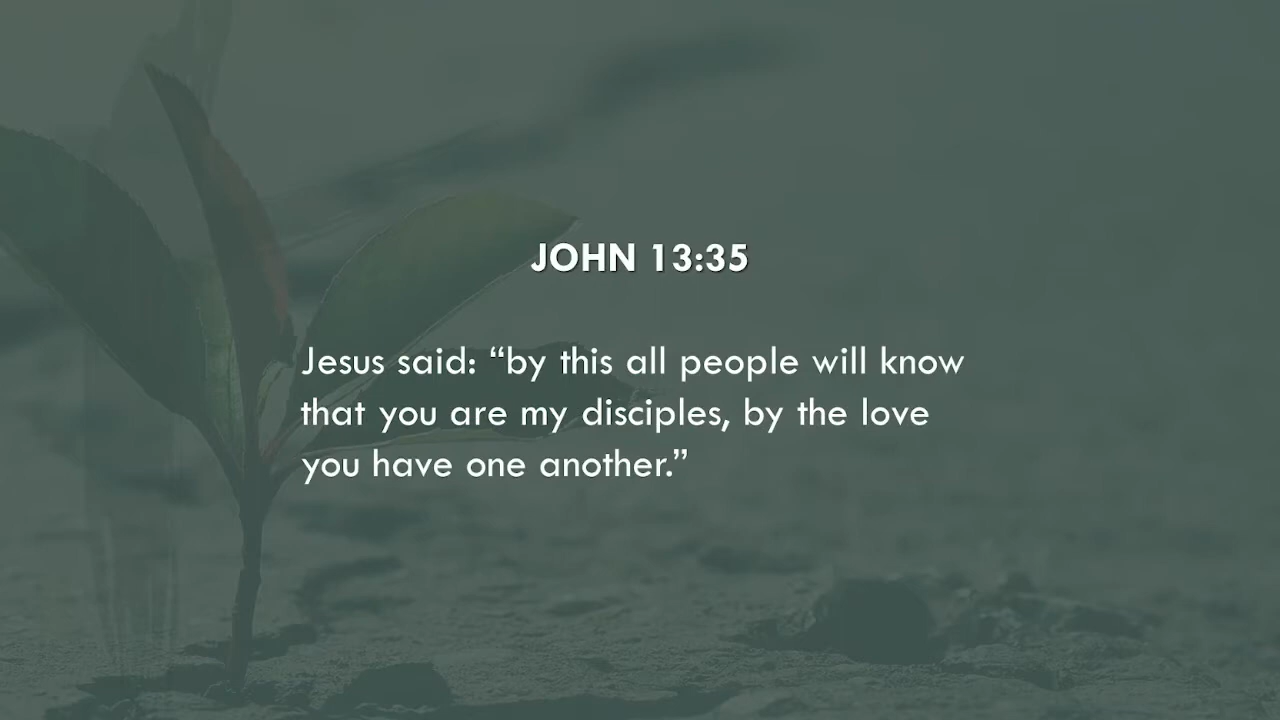 JOHN 13:35
Jesus said: “by this all people will know
that you are my disciples, by the love
you have one another.”